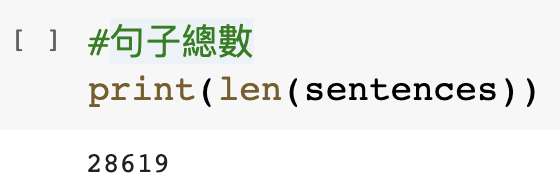 [ ] #句子總數
print(len(sentences))
28619